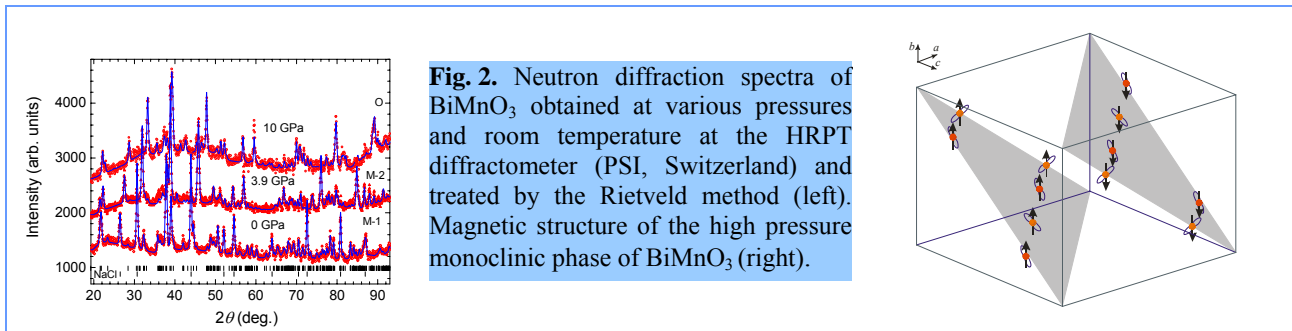 4000
3000
2000
1000
Intensity (arb. units)
O
10 GPa
M-2
3.9 GPa
M-1
0 GPa
NaCl
20 30 40 50 60 70 80 90
2θ (deg.)
Fig. 2. Neutron diffraction spectra of
BiMnO₃ obtained at various pressures
and room temperature at the HRPT
diffractometer (PSI, Switzerland) and
treated by the Rietveld method (left).
Magnetic structure of the high pressure
monoclinic phase of BiMnO₃ (right).
b
a
c